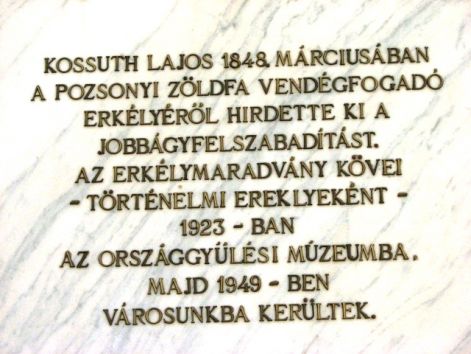 KOSSUTH LAJOS 1848. MÁRCIUSÁBAN
A POZSONYI ZÖLDFA VENDÉGFOGADÓ
ERKÉLYÉRŐL HIRDETTE KI A
JOBBÁGYFELSZABADÍTÁST.
AZ ERKÉLYMARADVÁNY KÖVEI
- TÖRTÉNELMI EREKLYEKÉNT -
1923 - BAN
AZ ORSZÁGGYÜLÉSI MÚZEUMBA.
MAJD 1949 - BEN
VÁROSUNKBA KERÜLTEK.